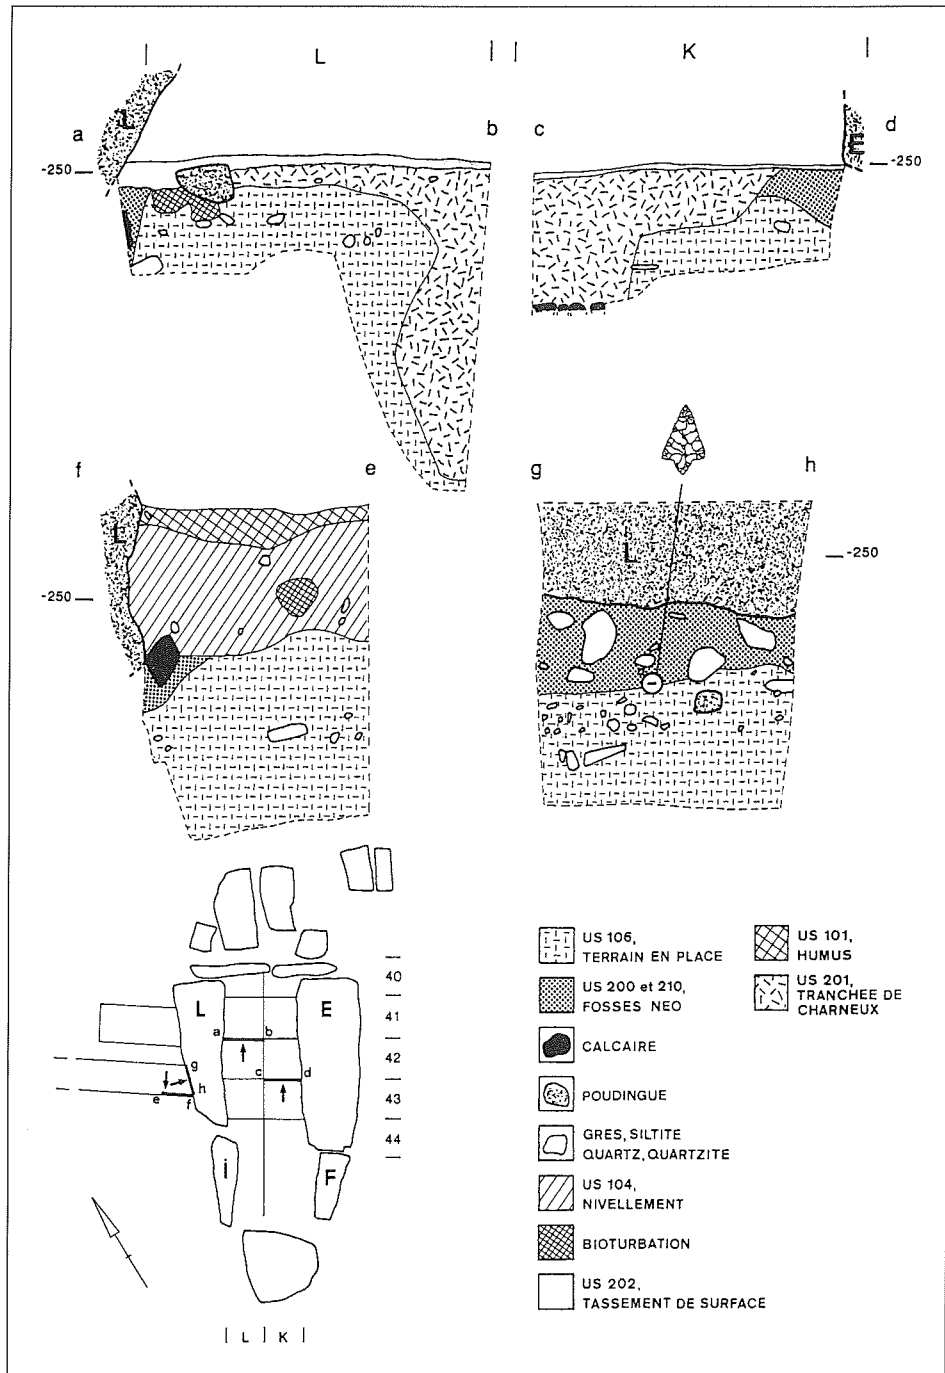 L K
L
a b c d
E
-250 -250
f e g h
L L
-250 -250
40
L E
41
a b
42
g c d
h
43
e f
44
i F
L K
US 106,
TERRAIN EN PLACE
US 200 et 210,
FOSSES NEO
CALCAIRE
POUDINGUE
GRES, SILTITE
QUARTZ, QUARTZITE
US 104,
NIVELLEMENT
BIOTURBATION
US 202,
TASSEMENT DE SURFACE
US 101,
HUMUS
US 201,
TRANCHEE DE
CHARNEUX